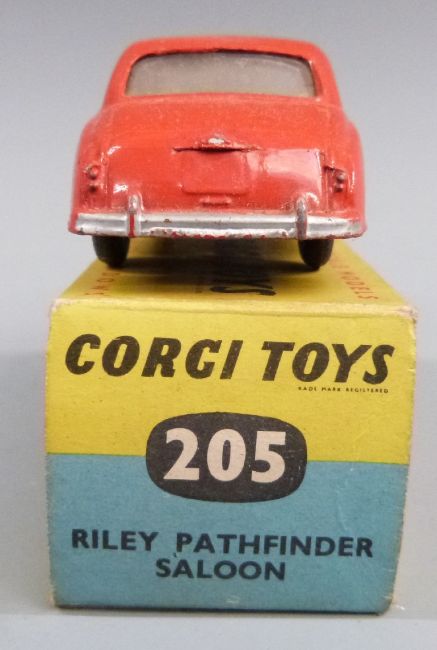 CORGI TOYS
TRADE MARK REGISTERED
205
RILEY PATHFINDER
SALOON